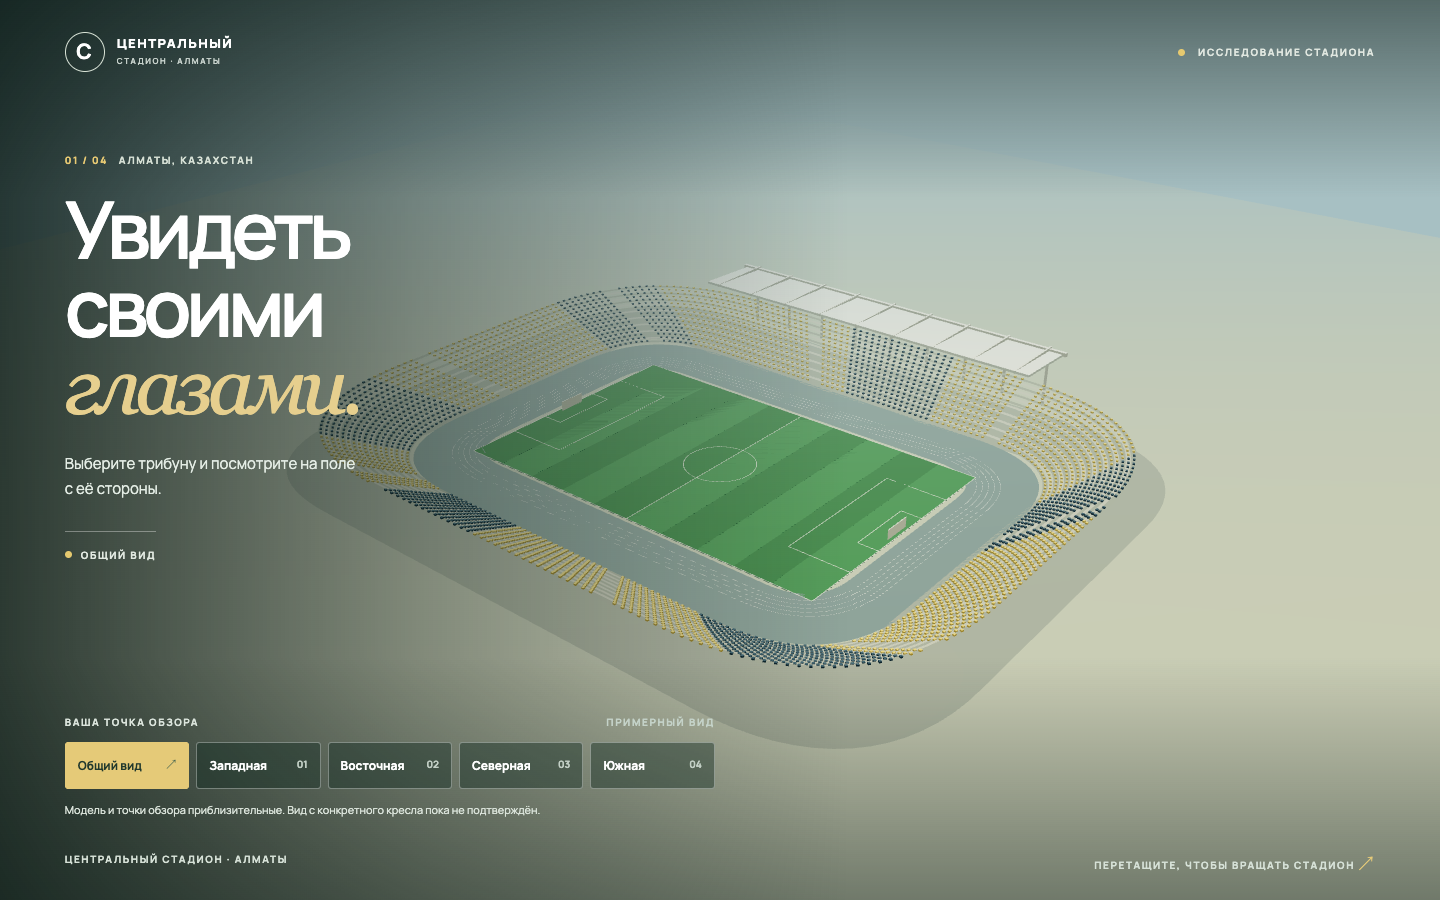 С
ЦЕНТРАЛЬНЫЙ
СТАДИОН · АЛМАТЫ
ИССЛЕДОВАНИЕ СТАДИОНА
01 / 04 АЛМАТЫ, КАЗАХСТАН
Увидеть
своими
глазами.
Выберите трибуну и посмотрите на поле
с её стороны.
ОБЩИЙ ВИД
ВАША ТОЧКА ОБЗОРА
ПРИМЕРНЫЙ ВИД
Общий вид
Западная 01
Восточная 02
Северная 03
Южная 04
Модель и точки обзора приблизительные. Вид с конкретного кресла пока не подтверждён.
ЦЕНТРАЛЬНЫЙ СТАДИОН · АЛМАТЫ
ПЕРЕТАЩИТЕ, ЧТОБЫ ВРАЩАТЬ СТАДИОН